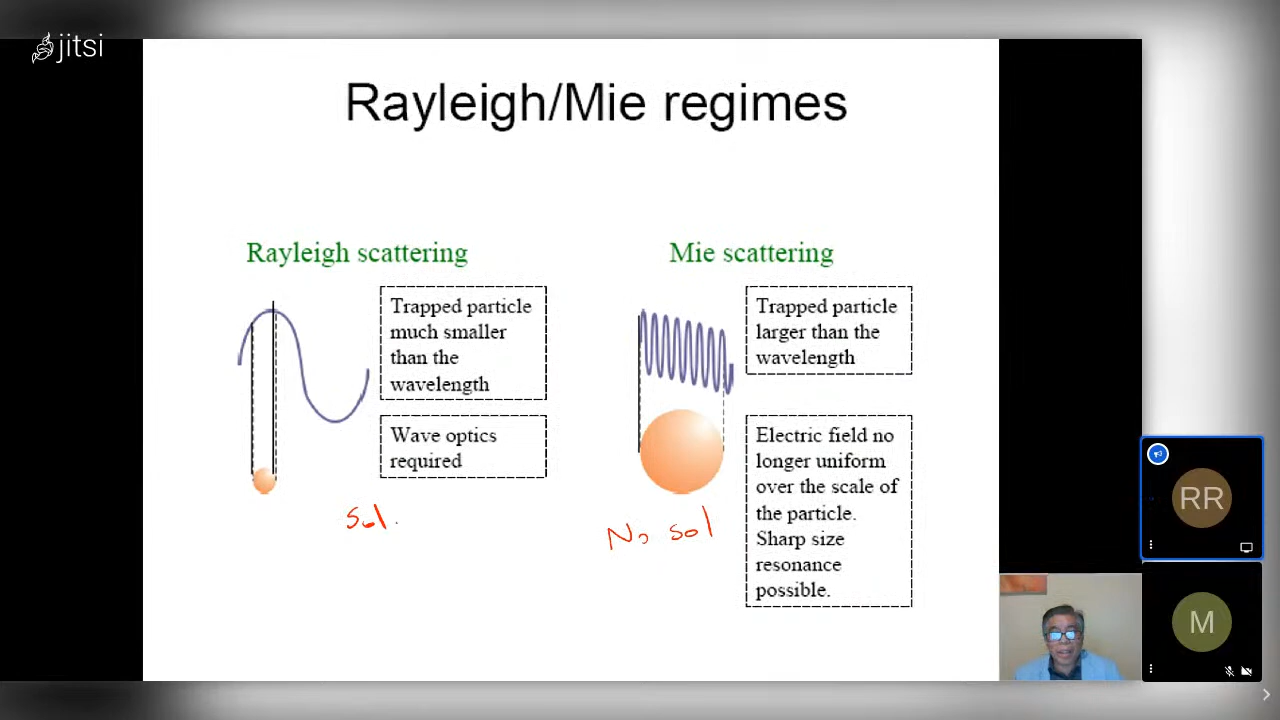 jitsi
Rayleigh/Mie regimes
Rayleigh scattering
Trapped particle
much smaller
than the
wavelength
Wave optics
required
Sol.
Mie scattering
Trapped particle
larger than the
wavelength
Electric field no
longer uniform
over the scale of
the particle.
Sharp size
resonance
possible.
No sol
RR
M